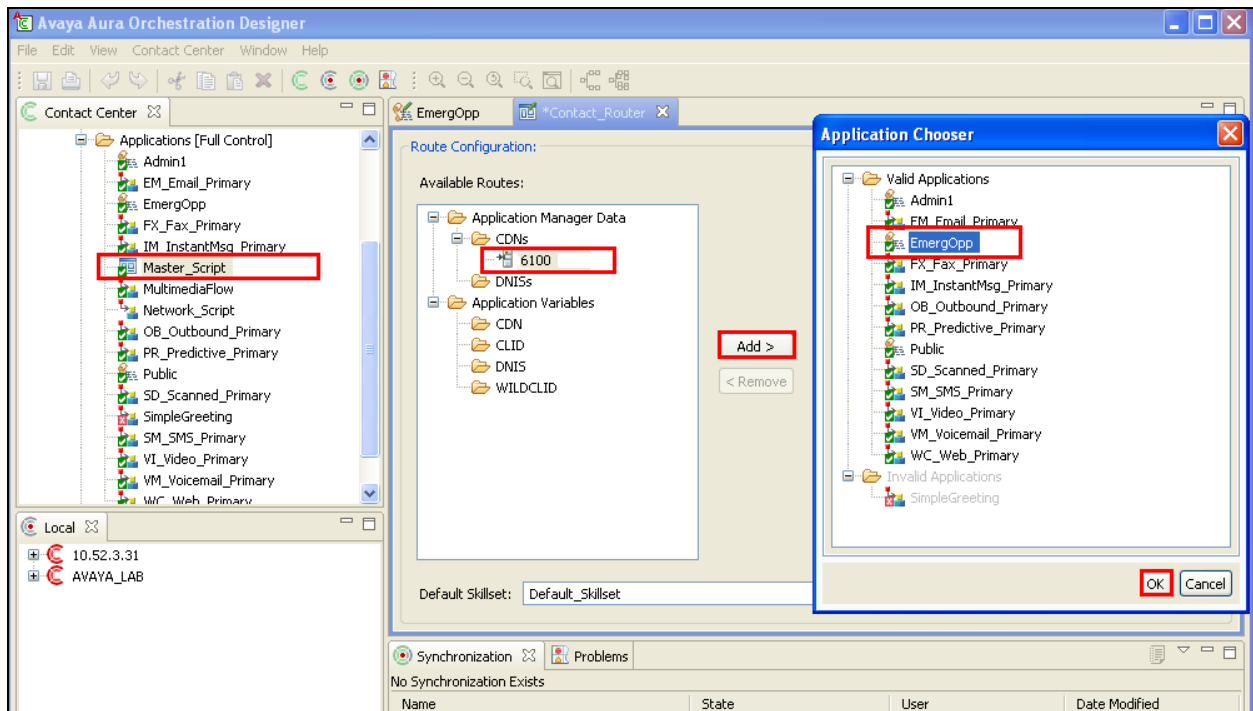 Avaya Aura Orchestration Designer
File Edit View Contact Center Window Help
Contact Center
Applications [Full Control]
Admin1
EM_Email_Primary
EmergOpp
FX_Fax_Primary
IM_InstantMsg_Primary
Master_Script
MultimediaFlow
Network_Script
OB_Outbound_Primary
PR_Predictive_Primary
Public
SD_Scanned_Primary
SimpleGreeting
SM_SMS_Primary
VI_Video_Primary
VM_Voicemail_Primary
WC_Web_Primary
Local
10.52.3.31
AVAYA_LAB
EmergOpp
*Contact_Router
Route Configuration:
Available Routes:
Application Manager Data
CDNs
6100
DNISs
Application Variables
CDN
CLID
DNIS
WILDCLID
Add >
< Remove
Default Skillset: Default_Skillset
Application Chooser
Valid Applications
Admin1
EM_Email_Primary
EmergOpp
FX_Fax_Primary
IM_InstantMsg_Primary
OB_Outbound_Primary
PR_Predictive_Primary
Public
SD_Scanned_Primary
SM_SMS_Primary
VI_Video_Primary
VM_Voicemail_Primary
WC_Web_Primary
Invalid Applications
SimpleGreeting
OK Cancel
Synchronization Problems
No Synchronization Exists
Name State User Date Modified